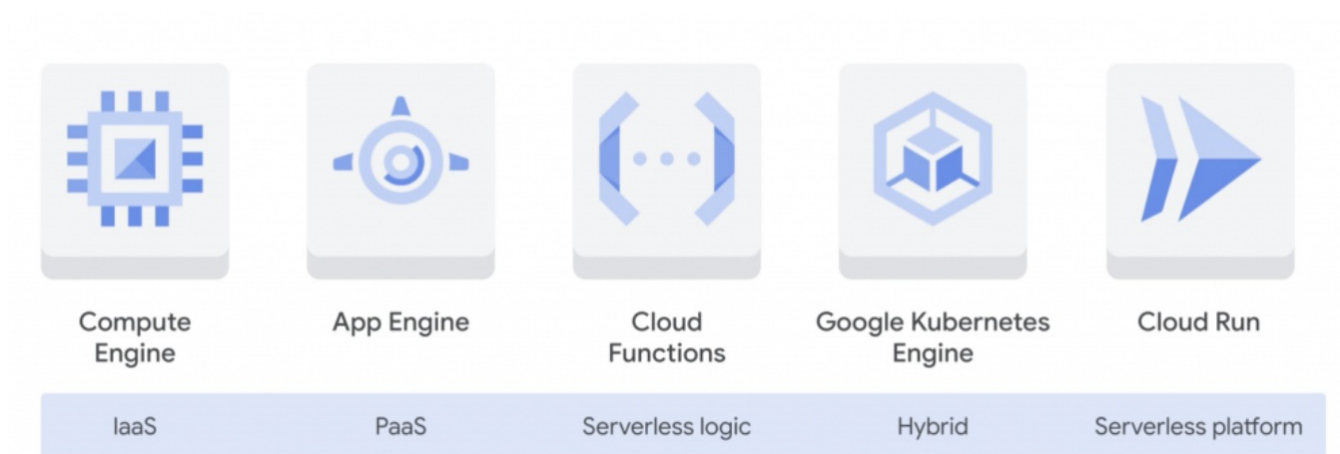 Compute
Engine
App Engine
Cloud
Functions
Google Kubernetes
Engine
Cloud Run
IaaS
PaaS
Serverless logic
Hybrid
Serverless platform